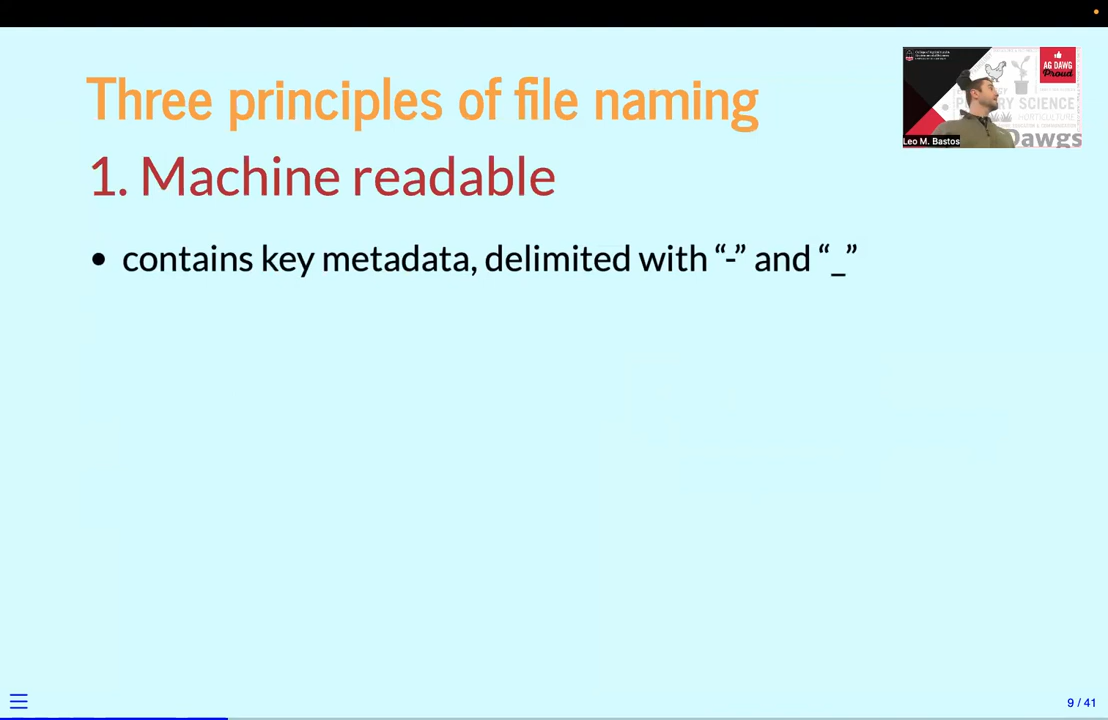 Three principles of file naming
1. Machine readable
• contains key metadata, delimited with “-” and “_”
AG DAWG
Proud
SCIENCE
HORTICULTURE
Dawgs
Leo M. Bastos
9 / 41